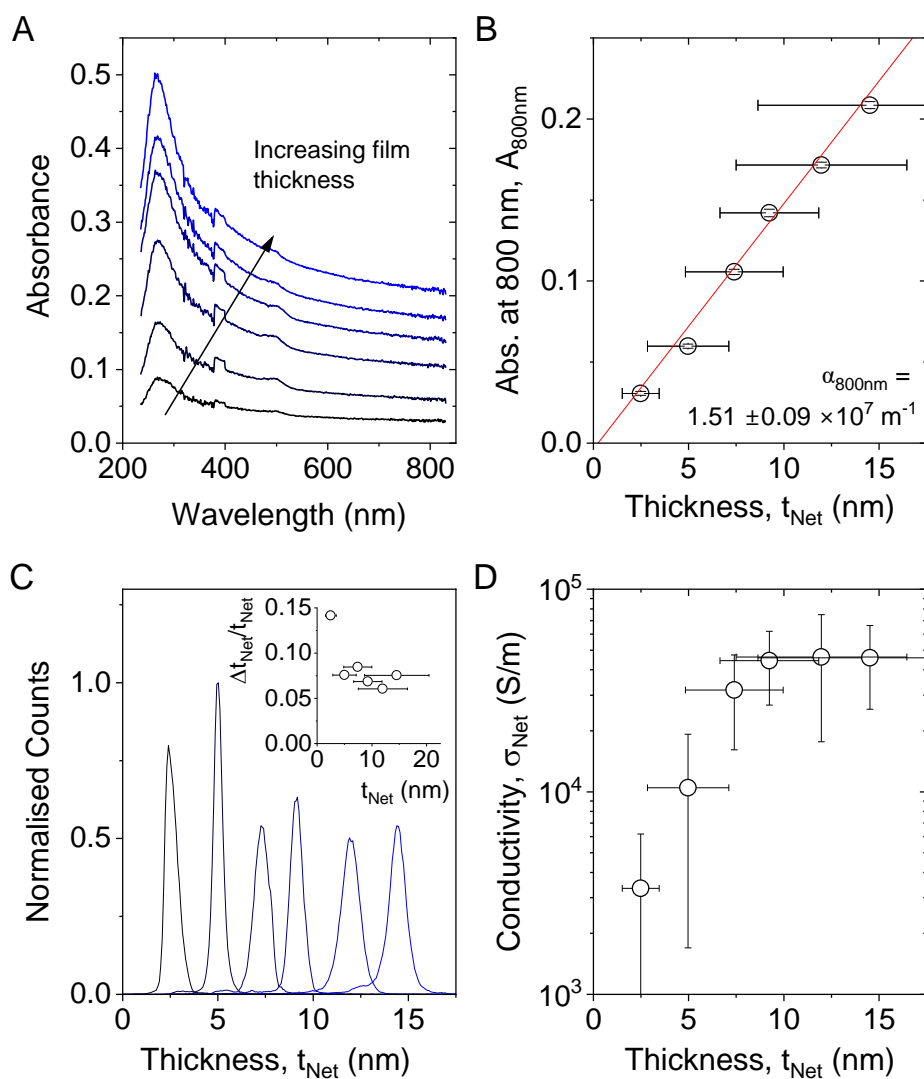 A
0.5
0.4
0.3
0.2
0.1
0.0
Absorbance
Increasing film
thickness
200 400 600 800
Wavelength (nm)
B
0.2
0.1
0.0
Abs. at 800 nm, A800nm
α800nm =
1.51 ±0.09 ×10⁷ m⁻¹
0 5 10 15
Thickness, tNet (nm)
C
1.0
0.5
0.0
Normalised Counts
0.15
0.10
0.05
0.00
ΔtNet/tNet
0 10 20
tNet (nm)
0 5 10 15
Thickness, tNet (nm)
D
10⁵
10⁴
10³
Conductivity, σNet (S/m)
0 5 10 15
Thickness, tNet (nm)